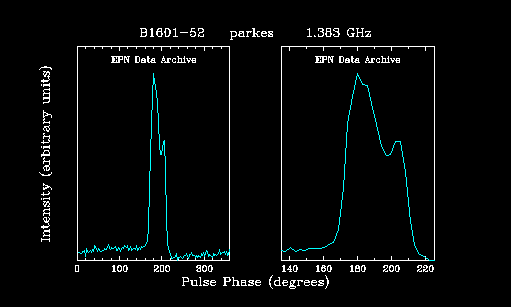 B1601-52 parkes 1.383 GHz
EPN Data Archive EPN Data Archive
Intensity (arbitrary units)
0 100 200 300 140 160 180 200 220
Pulse Phase (degrees)